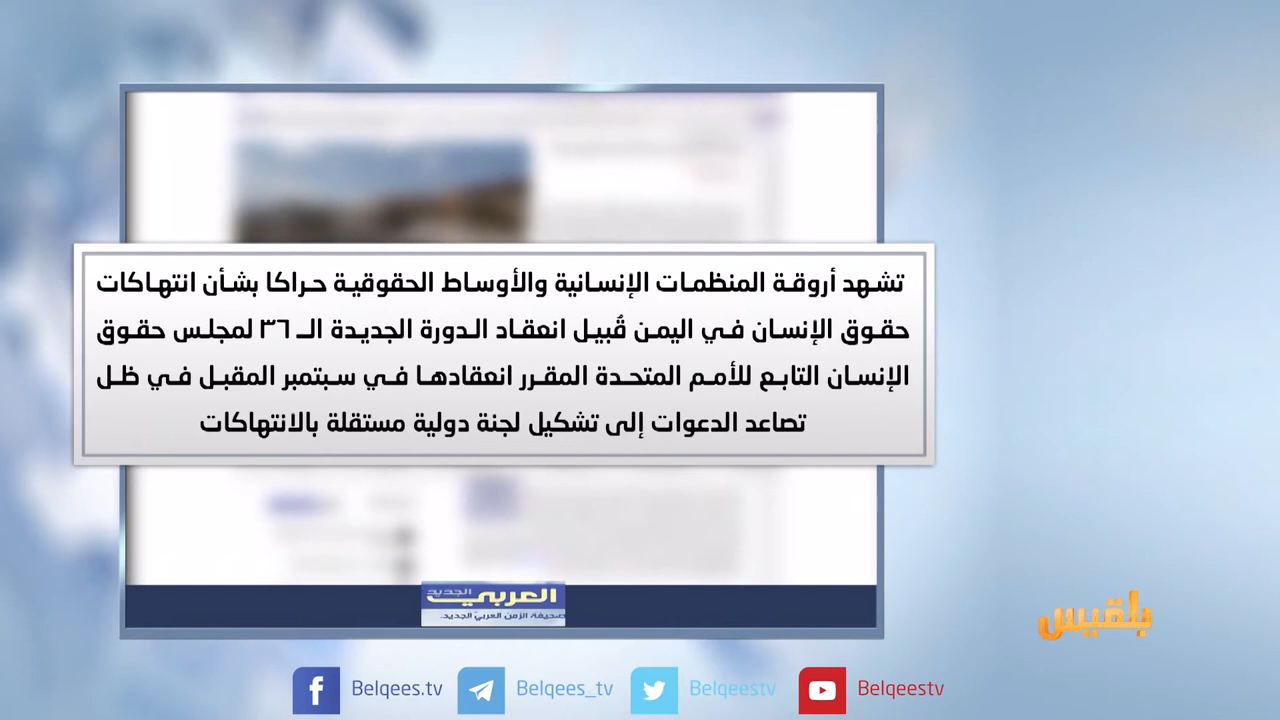 تشهد أروقة المنظمات الإنسانية والأوساط الحقوقية حراكا بشأن انتهاكات
حقوق الإنسان في اليمن قُبيل انعقاد الدورة الجديدة الـ ٣٦ لمجلس حقوق
الإنسان التابع للأمم المتحدة المقرر انعقادها في سبتمبر المقبل في ظل
تصاعد الدعوات إلى تشكيل لجنة دولية مستقلة بالانتهاكات
العربي الجديد
صحيفة الزمن العربيّ الجديد
بلقيس
Belqees.tv Belqees_tv Belqeestv Belqeestv